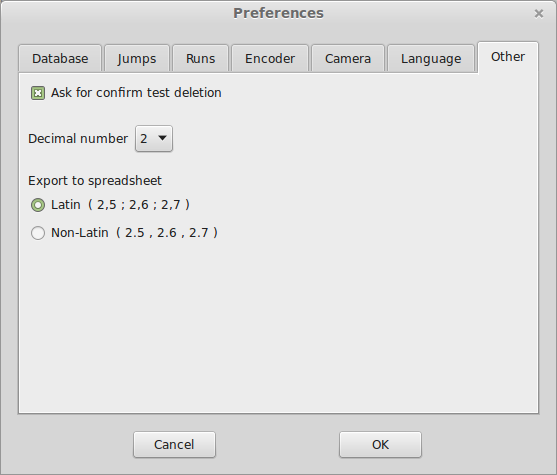 Preferences
Database Jumps Runs Encoder Camera Language Other
Ask for confirm test deletion
Decimal number 2
Export to spreadsheet
Latin ( 2,5 ; 2,6 ; 2,7 )
Non-Latin ( 2.5 , 2.6 , 2.7 )
Cancel OK